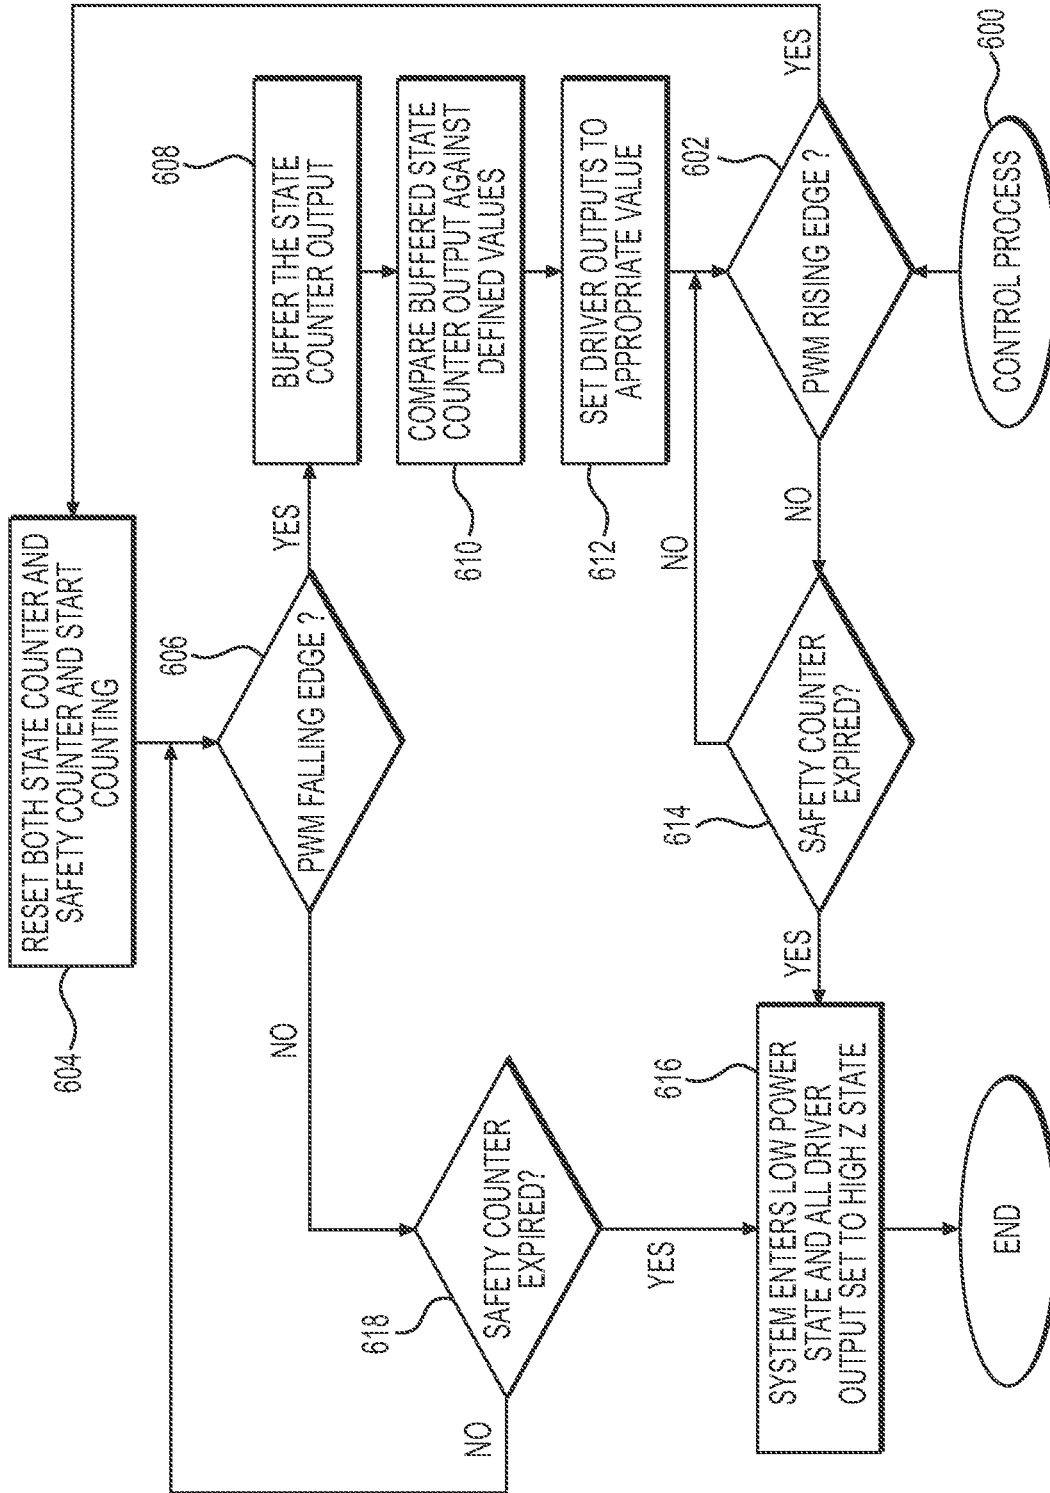 600
CONTROL PROCESS
602
PWM RISING EDGE ?
YES
NO
604
RESET BOTH STATE COUNTER AND
SAFETY COUNTER AND START
COUNTING
606
PWM FALLING EDGE ?
YES
NO
608
BUFFER THE STATE
COUNTER OUTPUT
610
COMPARE BUFFERED STATE
COUNTER OUTPUT AGAINST
DEFINED VALUES
612
SET DRIVER OUTPUTS TO
APPROPRIATE VALUE
614
SAFETY COUNTER
EXPIRED?
NO
YES
618
SAFETY COUNTER
EXPIRED?
NO
YES
616
SYSTEM ENTERS LOW POWER
STATE AND ALL DRIVER
OUTPUT SET TO HIGH Z STATE
END